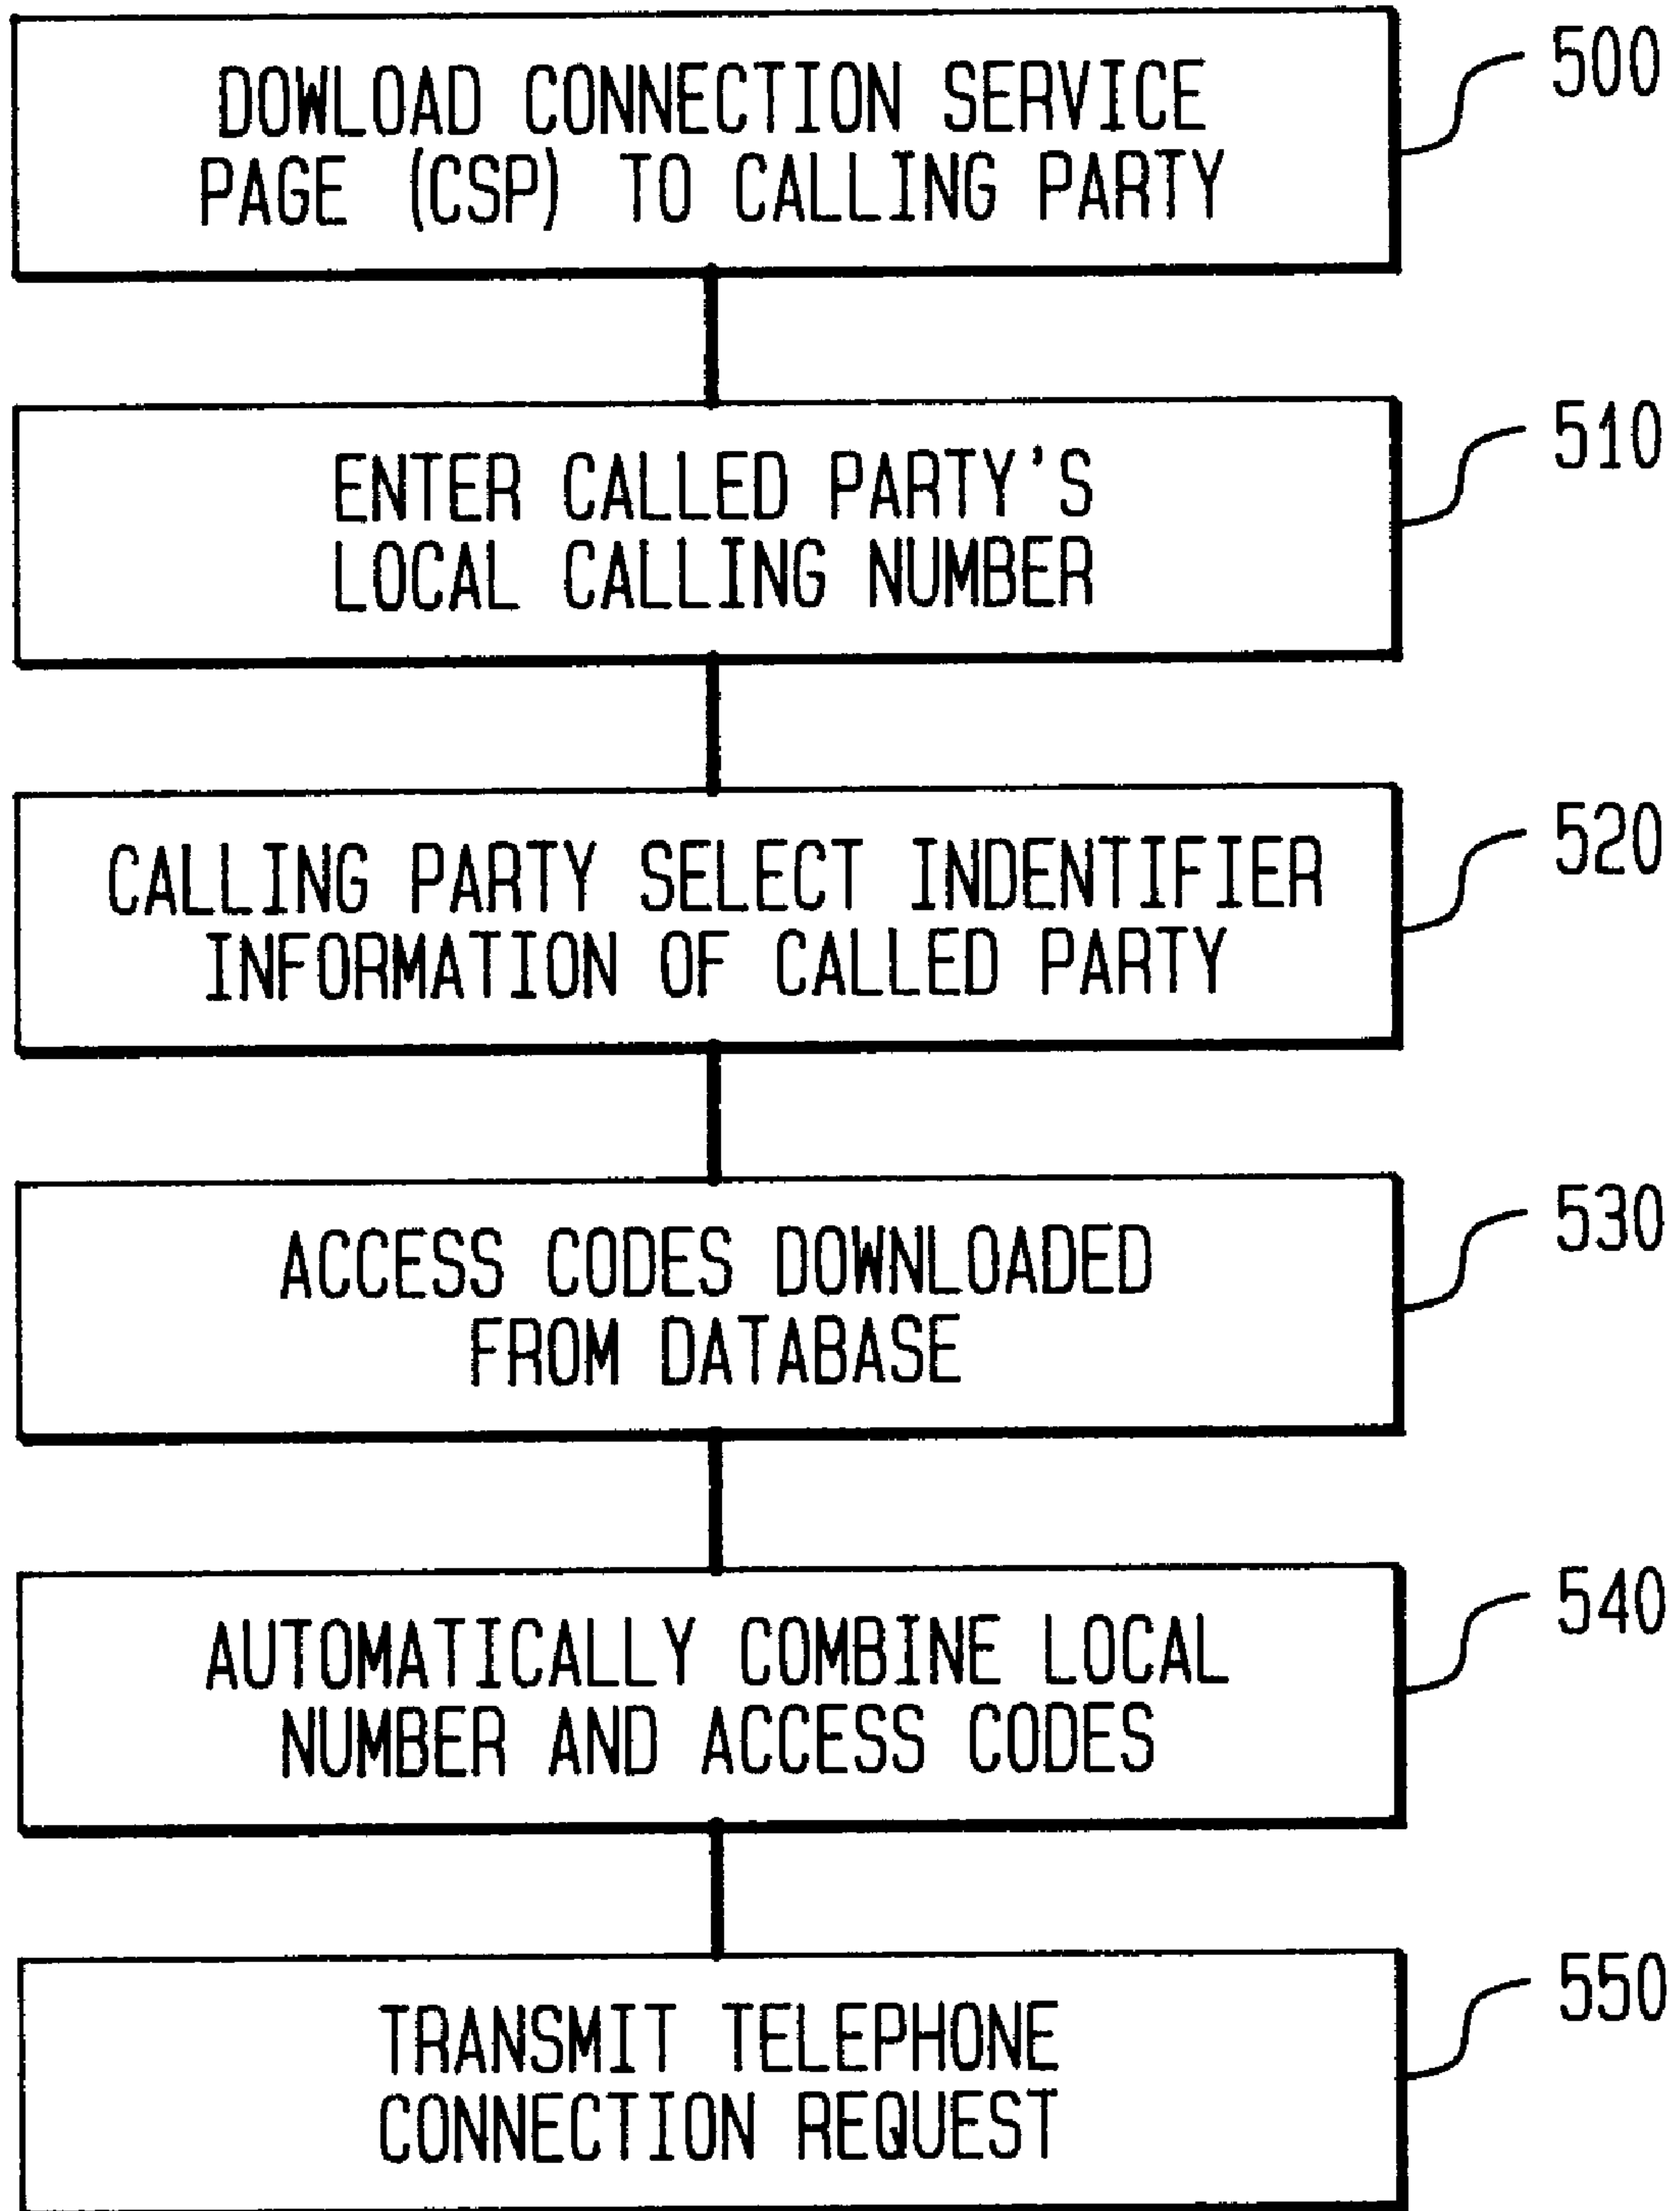 DOWLOAD CONNECTION SERVICE
PAGE (CSP) TO CALLING PARTY
500
ENTER CALLED PARTY'S
LOCAL CALLING NUMBER
510
CALLING PARTY SELECT INDENTIFIER
INFORMATION OF CALLED PARTY
520
ACCESS CODES DOWNLOADED
FROM DATABASE
530
AUTOMATICALLY COMBINE LOCAL
NUMBER AND ACCESS CODES
540
TRANSMIT TELEPHONE
CONNECTION REQUEST
550